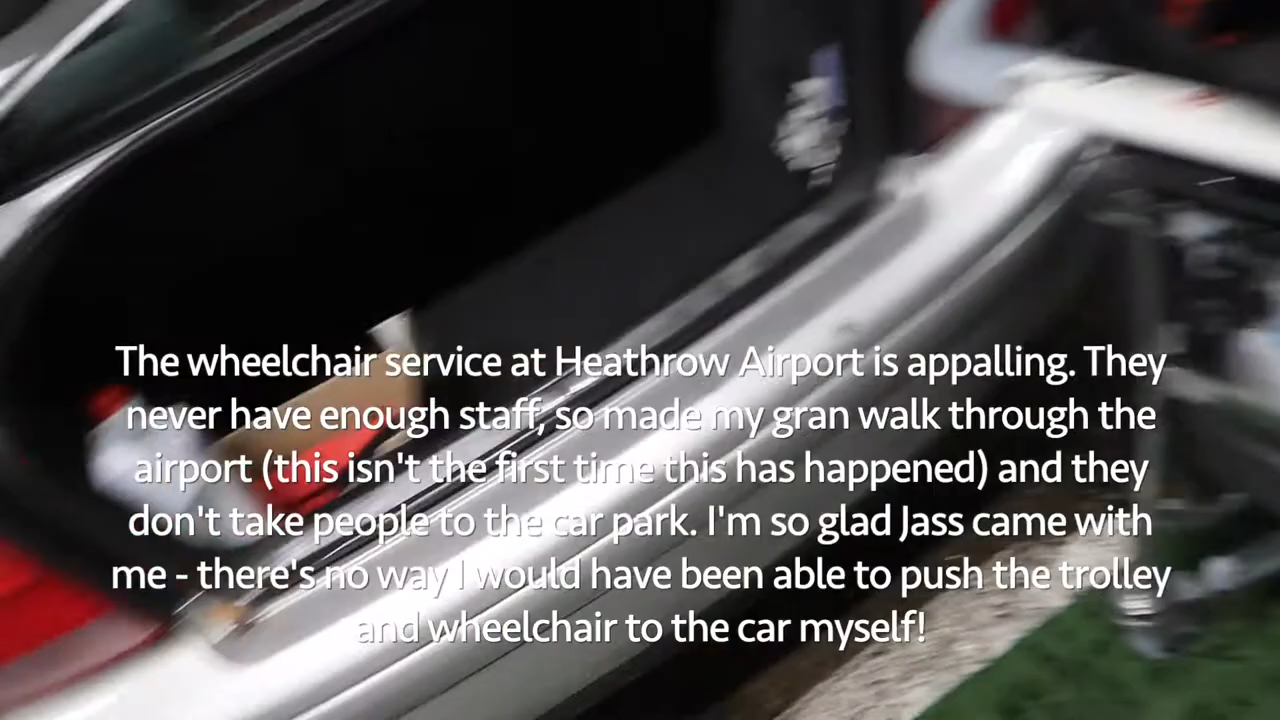 The wheelchair service at Heathrow Airport is appalling. They
never have enough staff, so made my gran walk through the
airport (this isn't the first time this has happened) and they
don't take people to the car park. I'm so glad Jass came with
me - there's no way I would have been able to push the trolley
and wheelchair to the car myself!